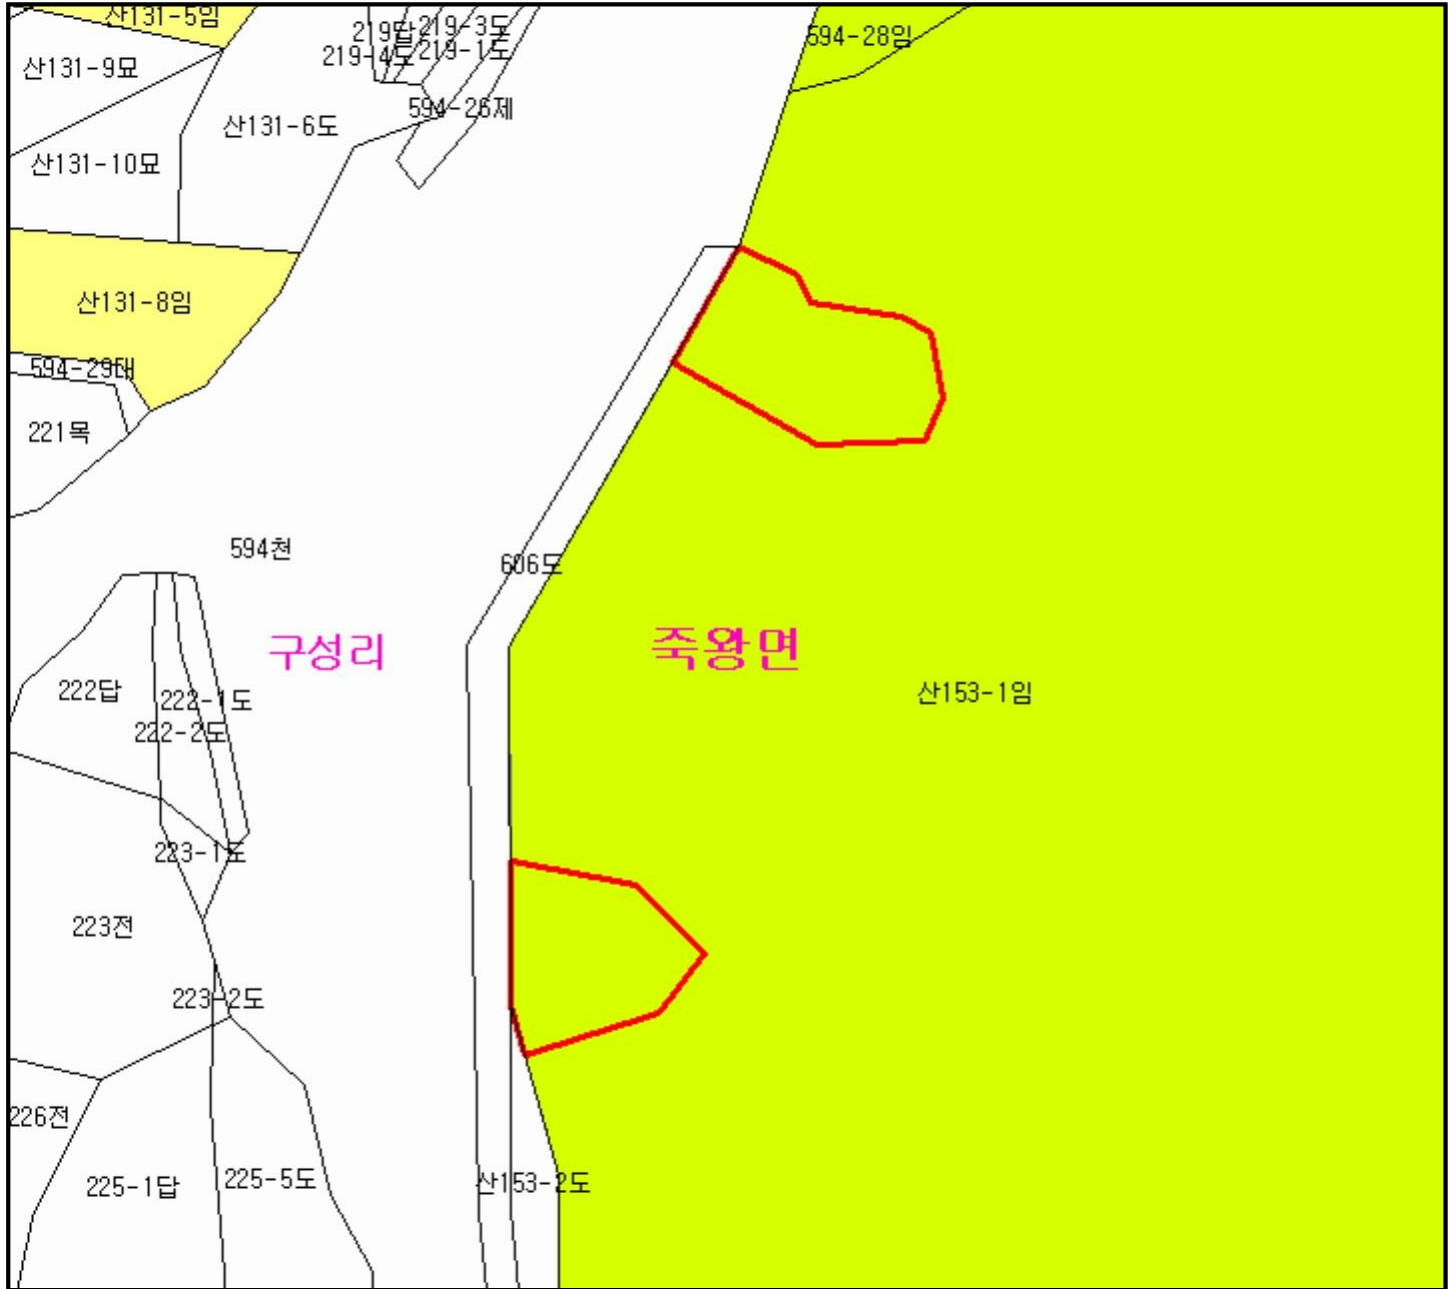 산131-5임
219답
219-3도
594-28임
219-4도
219-1도
산131-9묘
594-26제
산131-6도
산131-10묘
산131-8임
594-29대
221목
594천
606도
구성리
죽왕면
222답
222-1도
산153-1임
222-2도
223-1도
223전
223-2도
226전
225-1답
225-5도
산153-2도